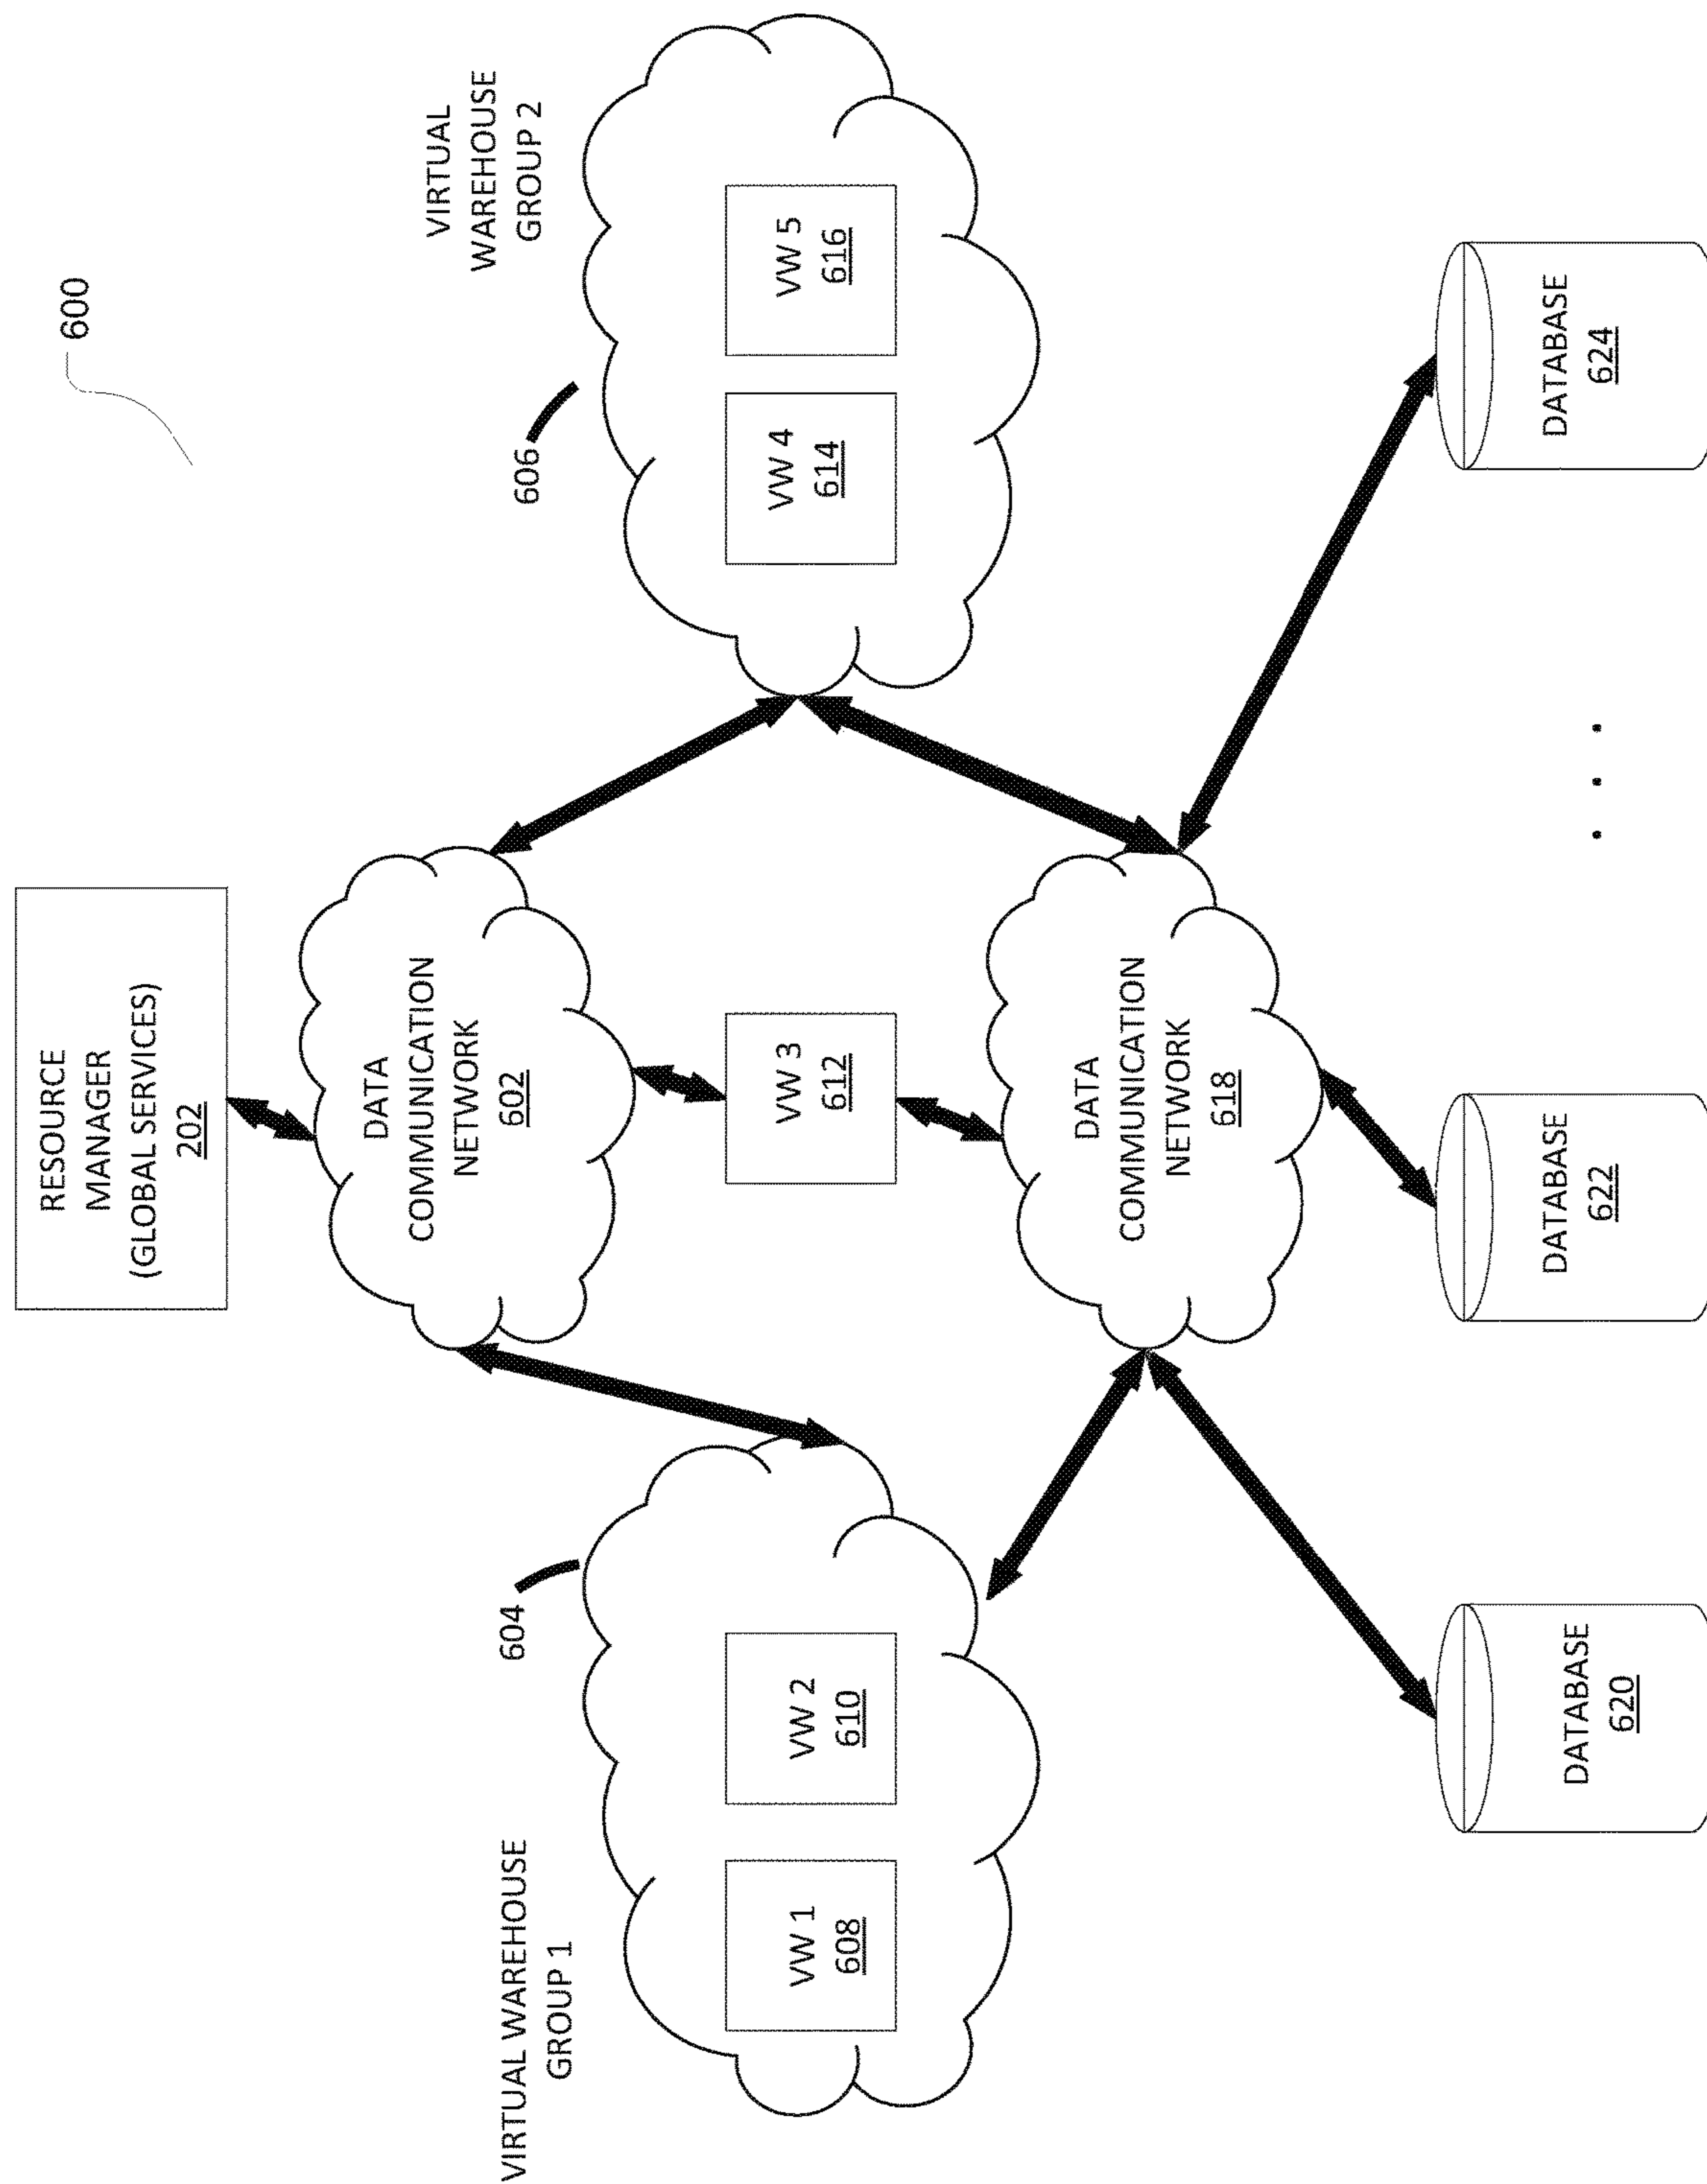 600
RESOURCE
MANAGER
(GLOBAL SERVICES)
202
DATA
COMMUNICATION
NETWORK
602
VIRTUAL WAREHOUSE
GROUP 1
604
VW 1
608
VW 2
610
VW 3
612
VIRTUAL
WAREHOUSE
GROUP 2
606
VW 4
614
VW 5
616
DATA
COMMUNICATION
NETWORK
618
DATABASE
620
DATABASE
622
. . .
DATABASE
624